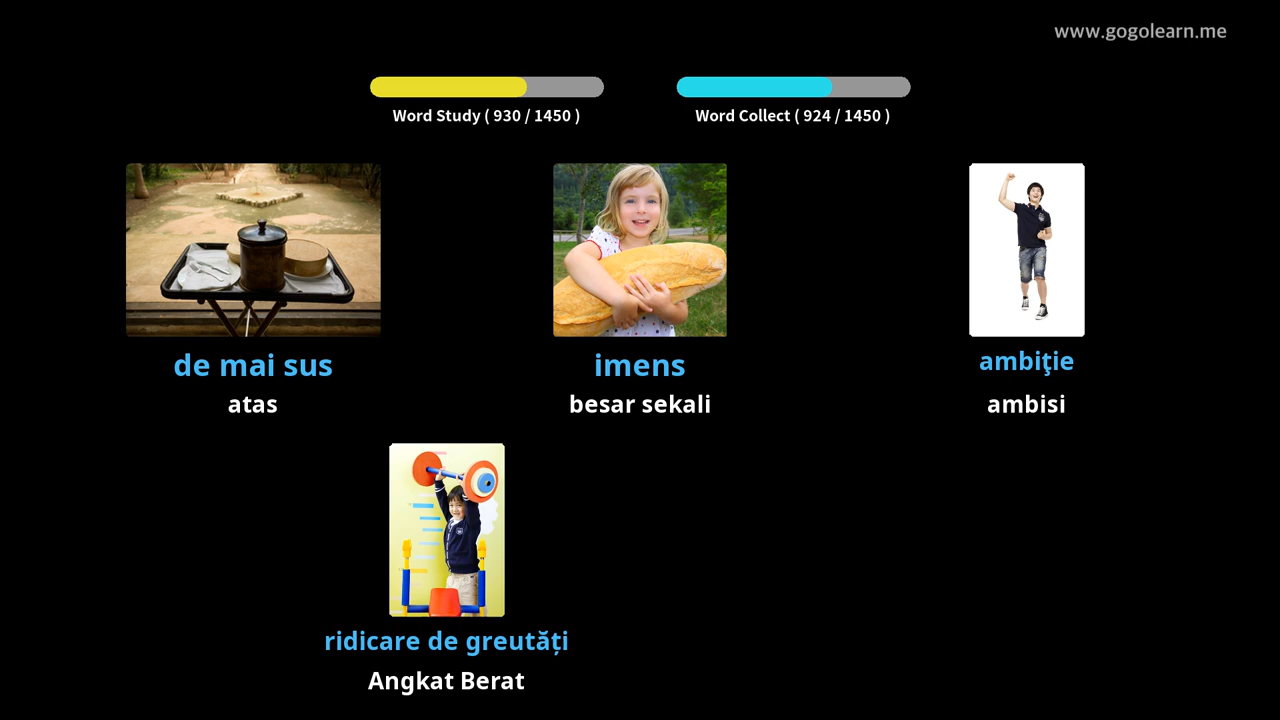 www.gogolearn.me
Word Study ( 930 / 1450 )
Word Collect ( 924 / 1450 )
de mai sus
atas
imens
besar sekali
ambiţie
ambisi
ridicare de greutăți
Angkat Berat